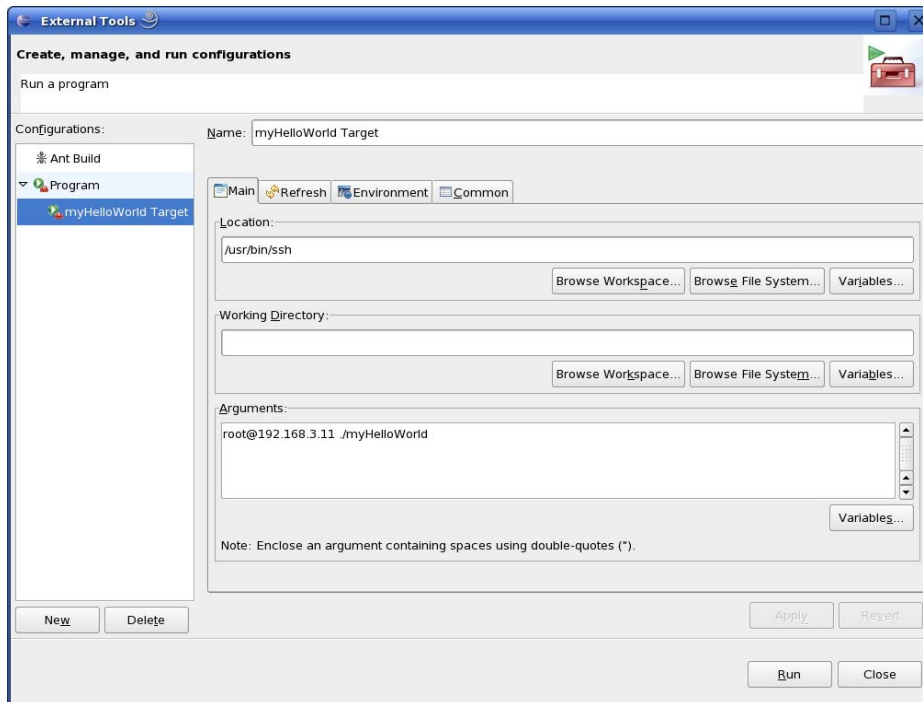 External Tools
Create, manage, and run configurations
Run a program
Configurations:
Name: myHelloWorld Target
Ant Build
Program
myHelloWorld Target
Main Refresh Environment Common
Location:
/usr/bin/ssh
Browse Workspace... Browse File System... Variables...
Working Directory:
Browse Workspace... Browse File System... Variables...
Arguments:
root@192.168.3.11 ./myHelloWorld
Variables...
Note: Enclose an argument containing spaces using double-quotes (").
New Delete
Apply Revert
Run Close